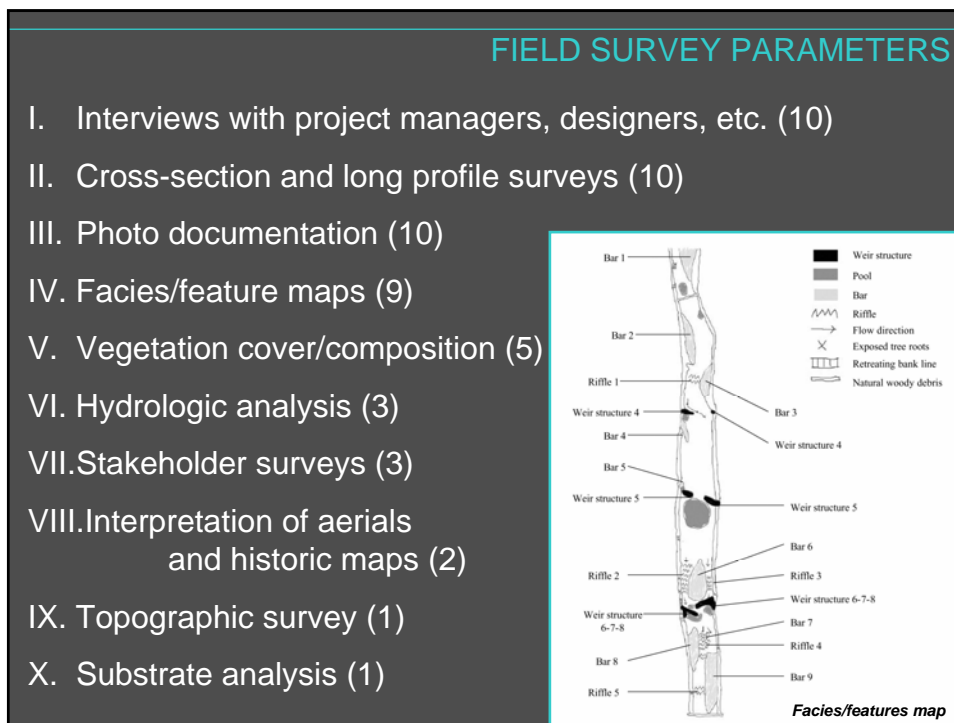 FIELD SURVEY PARAMETERS
I. Interviews with project managers, designers, etc. (10)
II. Cross-section and long profile surveys (10)
III. Photo documentation (10)
IV. Facies/feature maps (9)
V. Vegetation cover/composition (5)
VI. Hydrologic analysis (3)
VII.Stakeholder surveys (3)
VIII.Interpretation of aerials
and historic maps (2)
IX. Topographic survey (1)
X. Substrate analysis (1)
Bar 1
Bar 2
Riffle 1
Weir structure 4
Bar 4
Bar 5
Weir structure 5
Riffle 2
Weir structure
6-7-8
Bar 8
Riffle 5
Weir structure
Pool
Bar
Riffle
Flow direction
Exposed tree roots
Retreating bank line
Natural woody debris
Bar 3
Weir structure 4
Weir structure 5
Bar 6
Riffle 3
Weir structure 6-7-8
Bar 7
Riffle 4
Bar 9
Facies/features map